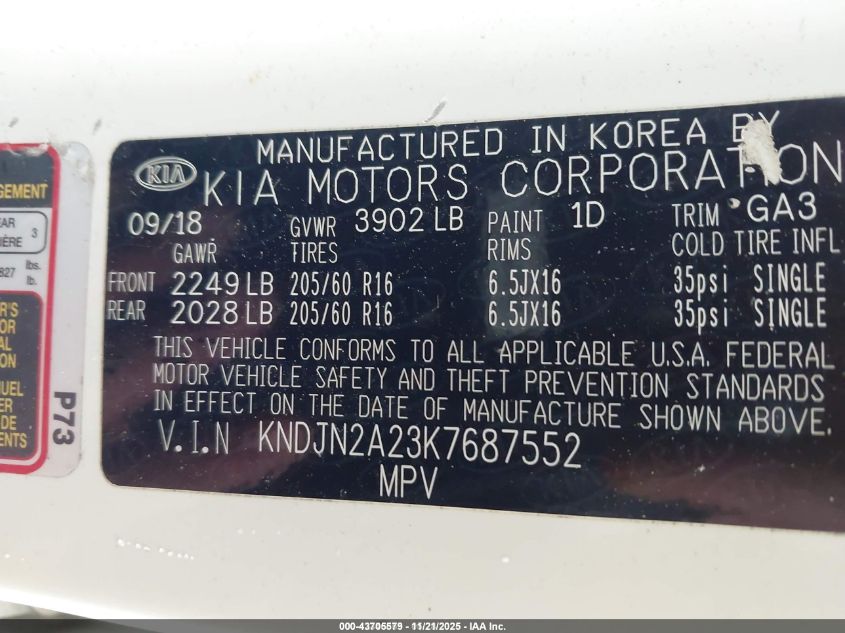 MANUFACTURED IN KOREA BY
KIA KIA MOTORS CORPORATION
09/18 GVWR 3902 LB PAINT 1D TRIM GA3
GAWR TIRES RIMS COLD TIRE INFL
FRONT 2249 LB 205/60 R16 6.5JX16 35psi SINGLE
REAR 2028 LB 205/60 R16 6.5JX16 35psi SINGLE
THIS VEHICLE CONFORMS TO ALL APPLICABLE U.S.A. FEDERAL
MOTOR VEHICLE SAFETY AND THEFT PREVENTION STANDARDS
IN EFFECT ON THE DATE OF MANUFACTURE SHOWN ABOVE.
V.I.N KNDJN2A23K7687552
MPV
3
827 lbs.
lb.
P73
000-43705579 - 11/21/2025 - IAA Inc.